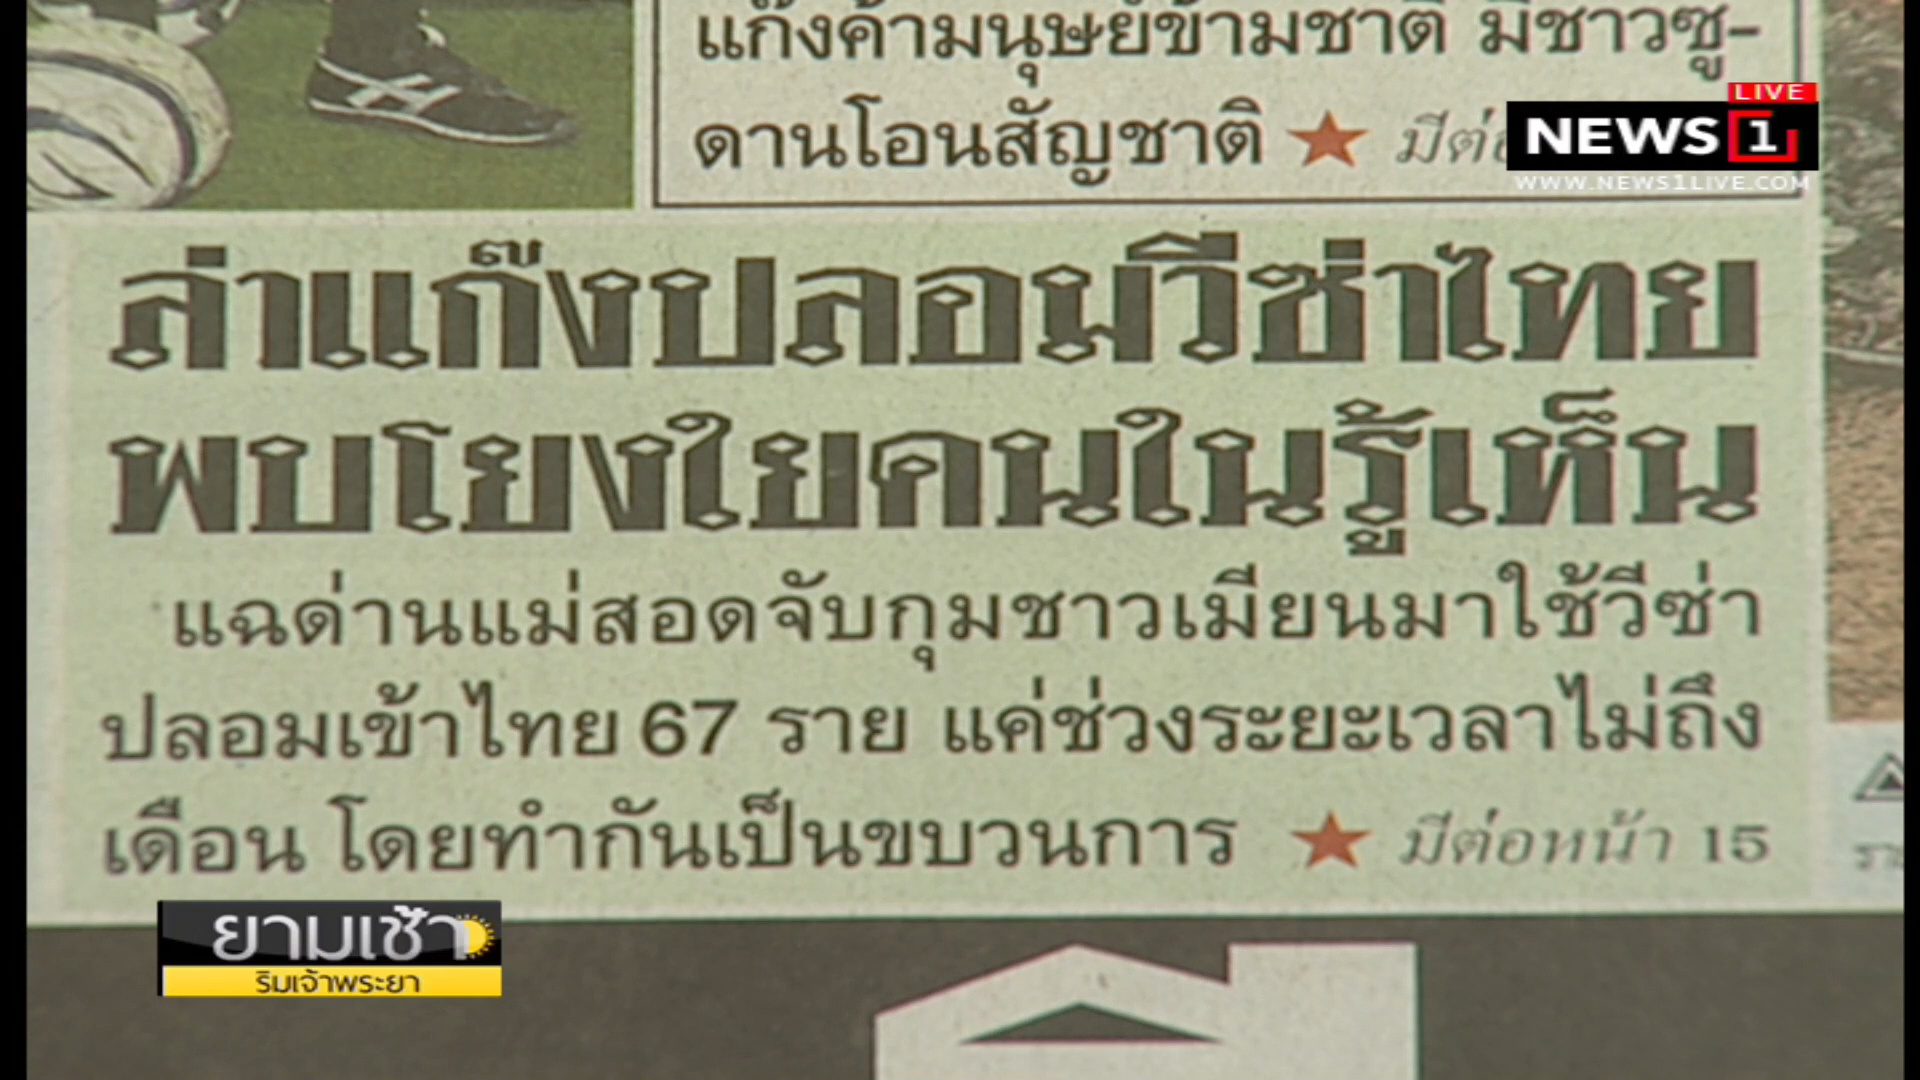 แก๊งค้ามนุษย์ข้ามชาติ มีชาวซู-
ดานโอนสัญชาติ ★ มีต่อ
LIVE
NEWS 1
WWW.NEWS1LIVE.COM
ล่าแก๊งปลอมวีซ่าไทย
พบโยงใยคนในรู้เห็น
แฉด่านแม่สอดจับกุมชาวเมียนมาใช้วีซ่า
ปลอมเข้าไทย 67 ราย แค่ช่วงระยะเวลาไม่ถึง
เดือน โดยทำกันเป็นขบวนการ ★ มีต่อหน้า 15
ยามเช้า
ริมเจ้าพระยา